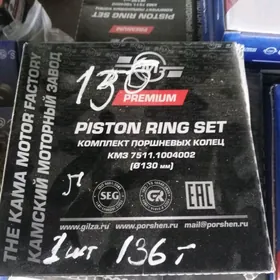 130
PREMIUM
PISTON RING SET
КОМПЛЕКТ ПОРШНЕВЫХ КОЛЕЦ
КМЗ 7511.1004002
(Ø130 мм)
THE KAMA MOTOR FACTORY
КАМСКИЙ МОТОРНЫЙ ЗАВОД
SEG
GR
EAC
www.gilza.ru www.porshen.ru mail@porshen.ru
1 шт 136 г
PISTON RING SET